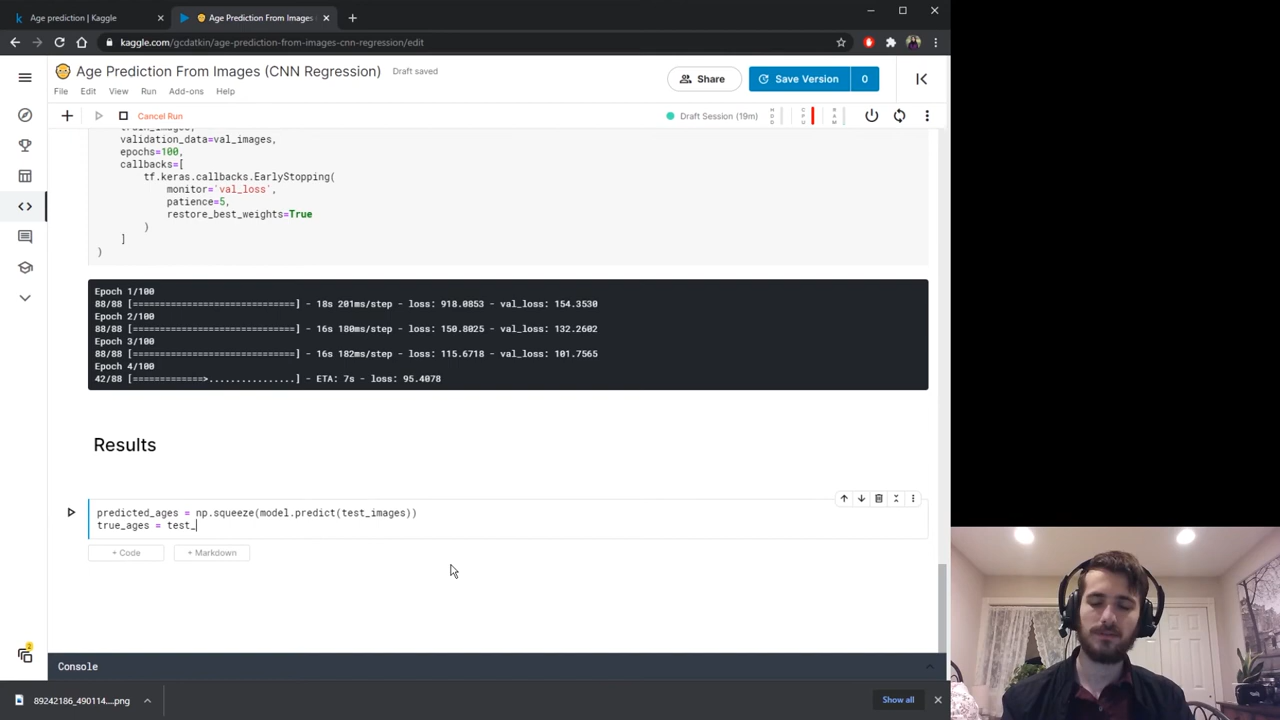 Age prediction | Kaggle
Age Prediction From Images (
kaggle.com/gcdatkin/age-prediction-from-images-cnn-regression/edit
Age Prediction From Images (CNN Regression)
Draft saved
Share
Save Version
0
File
Edit
View
Run
Add-ons
Help
Cancel Run
Draft Session (19m)
train_images,
validation_data=val_images,
epochs=100,
callbacks=[
tf.keras.callbacks.EarlyStopping(
monitor='val_loss',
patience=5,
restore_best_weights=True
)
]
)
Epoch 1/100
88/88 [==============================] - 18s 201ms/step - loss: 918.0853 - val_loss: 154.3530
Epoch 2/100
88/88 [==============================] - 16s 180ms/step - loss: 150.8025 - val_loss: 132.2602
Epoch 3/100
88/88 [==============================] - 16s 182ms/step - loss: 115.6718 - val_loss: 101.7565
Epoch 4/100
42/88 [=============>................] - ETA: 7s - loss: 95.4078
Results
predicted_ages = np.squeeze(model.predict(test_images))
true_ages = test_
+ Code
+ Markdown
Console
89242186_490114....png
Show all